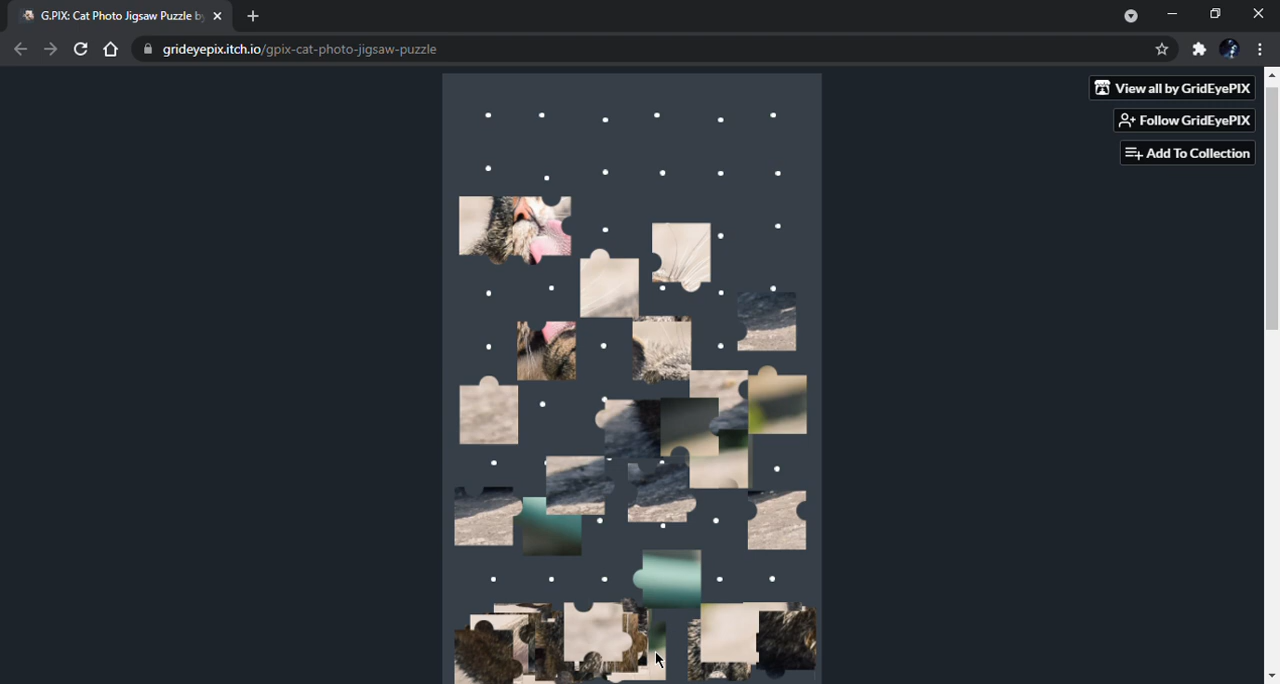 G.PIX: Cat Photo Jigsaw Puzzle by
grideyepix.itch.io/gpix-cat-photo-jigsaw-puzzle
View all by GridEyePIX
Follow GridEyePIX
Add To Collection